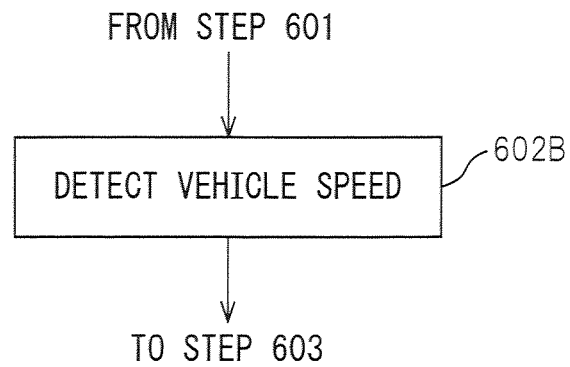 FROM STEP 601
DETECT VEHICLE SPEED
602B
TO STEP 603